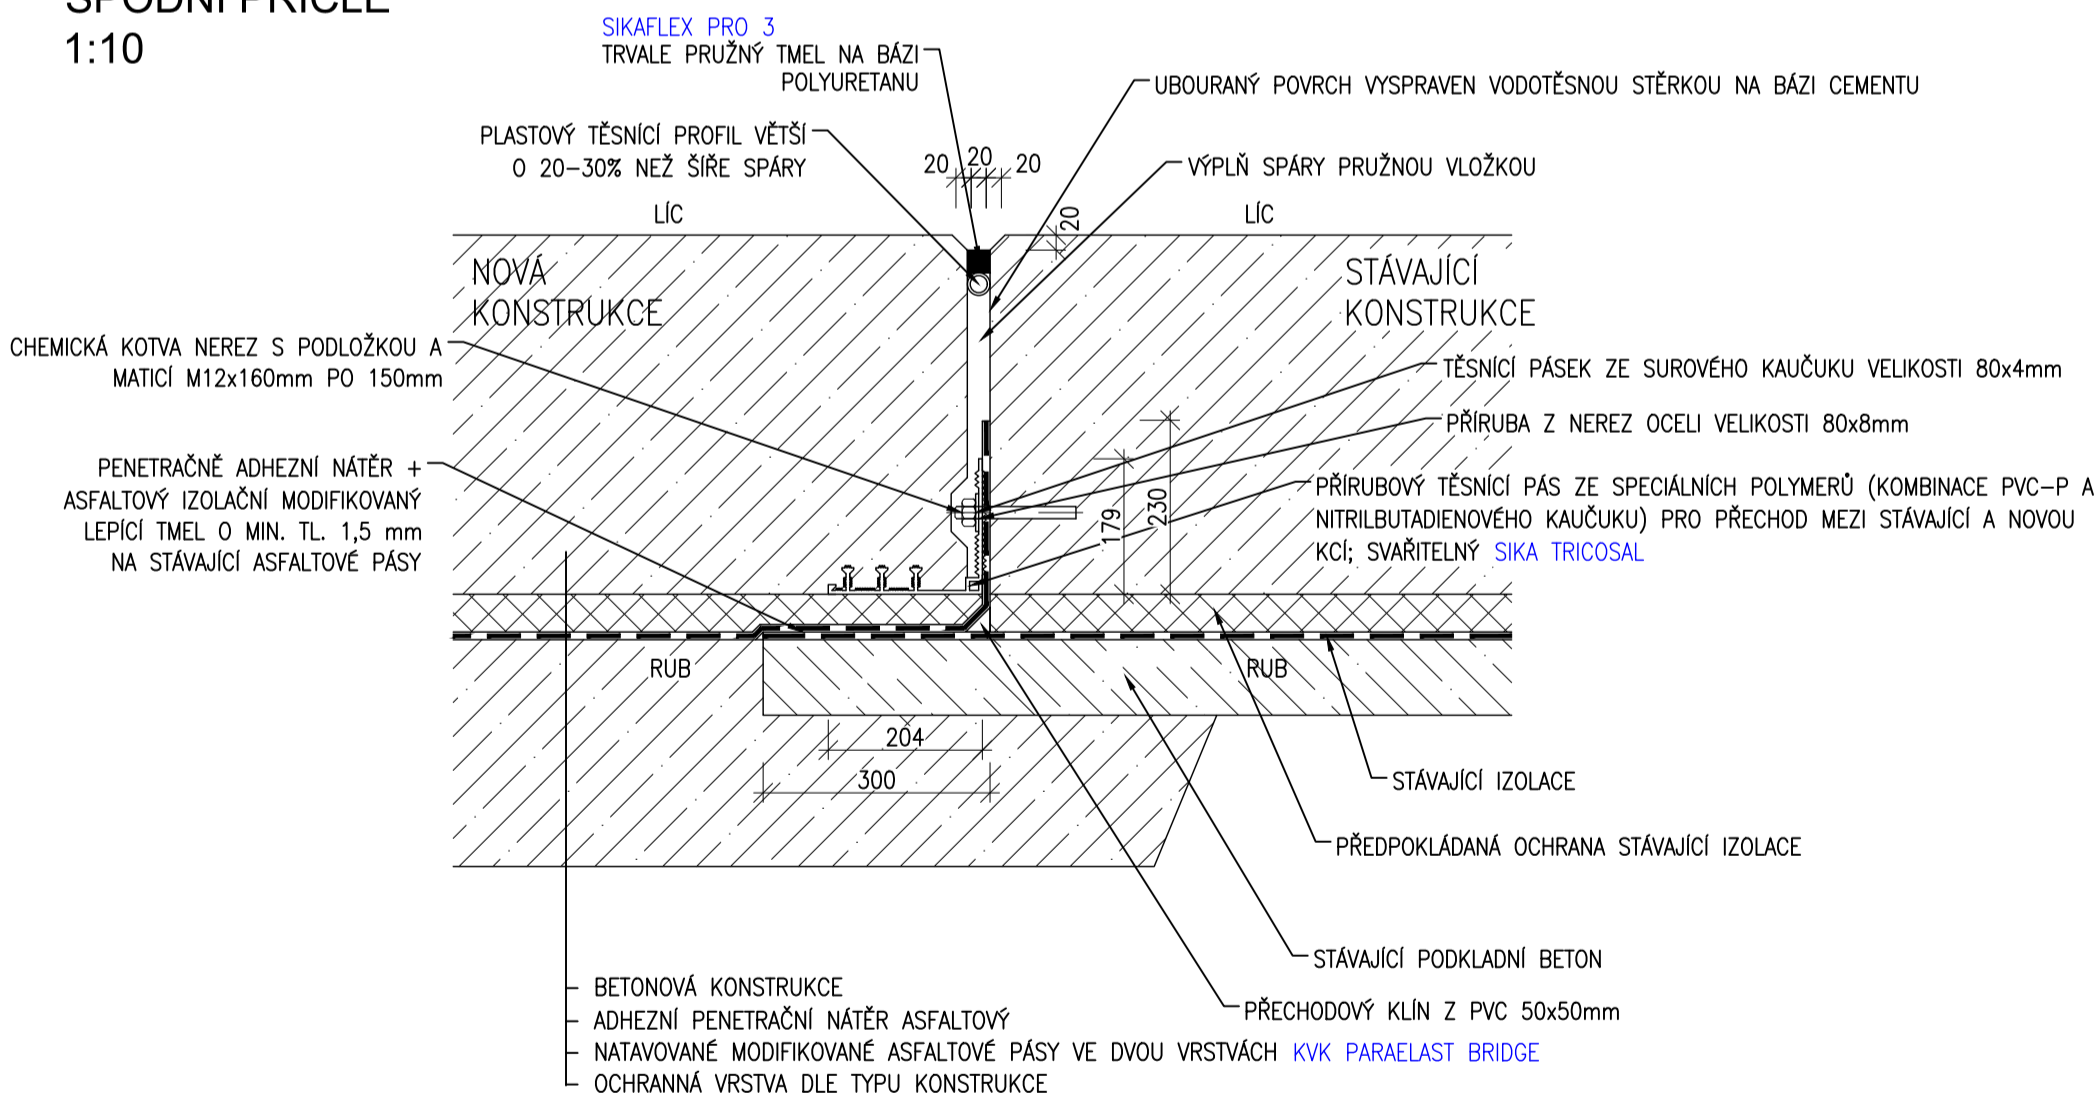 SPODNÍ PŘÍČLE
1:10
SIKAFLEX PRO 3
TRVALE PRUŽNÝ TMEL NA BÁZI
POLYURETANU
UBOURANÝ POVRCH VYSPRAVEN VODOTĚSNOU STĚRKOU NA BÁZI CEMENTU
PLASTOVÝ TĚSNÍCÍ PROFIL VĚTŠÍ
O 20-30% NEŽ ŠÍŘE SPÁRY
20 20 20
VÝPLŇ SPÁRY PRUŽNOU VLOŽKOU
LÍC
20
LÍC
NOVÁ
KONSTRUKCE
STÁVAJÍCÍ
KONSTRUKCE
CHEMICKÁ KOTVA NEREZ S PODLOŽKOU A
MATICÍ M12x160mm PO 150mm
TĚSNÍCÍ PÁSEK ZE SUROVÉHO KAUČUKU VELIKOSTI 80x4mm
PŘÍRUBA Z NEREZ OCELI VELIKOSTI 80x8mm
PENETRAČNĚ ADHEZNÍ NÁTĚR +
ASFALTOVÝ IZOLAČNÍ MODIFIKOVANÝ
LEPÍCÍ TMEL O MIN. TL. 1,5 mm
NA STÁVAJÍCÍ ASFALTOVÉ PÁSY
179
230
PŘÍRUBOVÝ TĚSNÍCÍ PÁS ZE SPECIÁLNÍCH POLYMERŮ (KOMBINACE PVC-P A
NITRILBUTADIENOVÉHO KAUČUKU) PRO PŘECHOD MEZI STÁVAJÍCÍ A NOVOU
KCÍ; SVAŘITELNÝ SIKA TRICOSAL
RUB
RUB
204
300
STÁVAJÍCÍ IZOLACE
PŘEDPOKLÁDANÁ OCHRANA STÁVAJÍCÍ IZOLACE
STÁVAJÍCÍ PODKLADNÍ BETON
PŘECHODOVÝ KLÍN Z PVC 50x50mm
BETONOVÁ KONSTRUKCE
ADHEZNÍ PENETRAČNÍ NÁTĚR ASFALTOVÝ
NATAVOVANÉ MODIFIKOVANÉ ASFALTOVÉ PÁSY VE DVOU VRSTVÁCH KVK PARAELAST BRIDGE
OCHRANNÁ VRSTVA DLE TYPU KONSTRUKCE